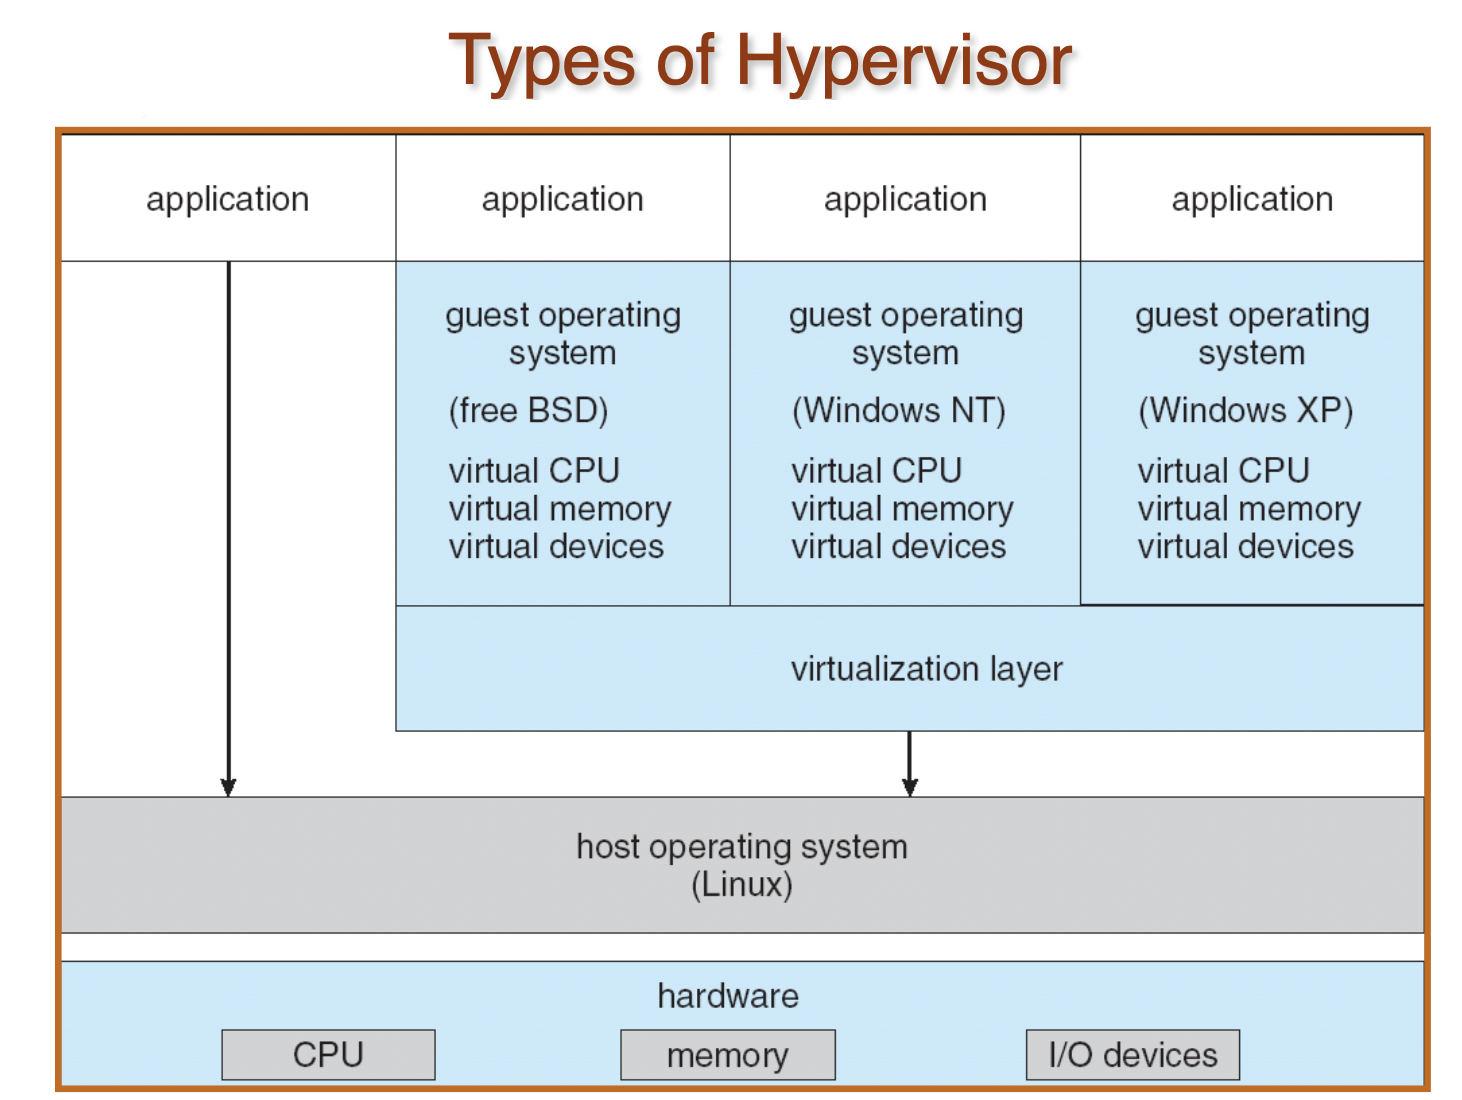 Types of Hypervisor
application
application
application
application
guest operating
system
(free BSD)
virtual CPU
virtual memory
virtual devices
guest operating
system
(Windows NT)
virtual CPU
virtual memory
virtual devices
guest operating
system
(Windows XP)
virtual CPU
virtual memory
virtual devices
virtualization layer
host operating system
(Linux)
hardware
CPU
memory
I/O devices